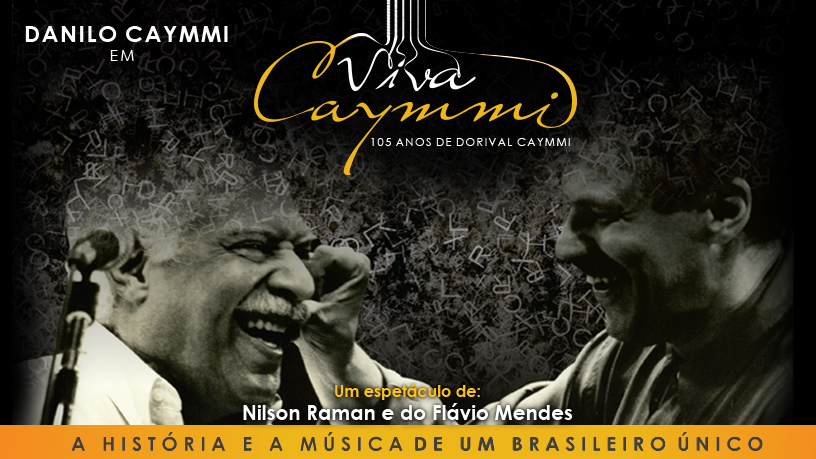 DANILO CAYMMI
EM
Viva
Caymmi
105 ANOS DE DORIVAL CAYMMI
Um espetáculo de:
Nilson Raman e do Flávio Mendes
A HISTÓRIA E A MÚSICA DE UM BRASILEIRO ÚNICO